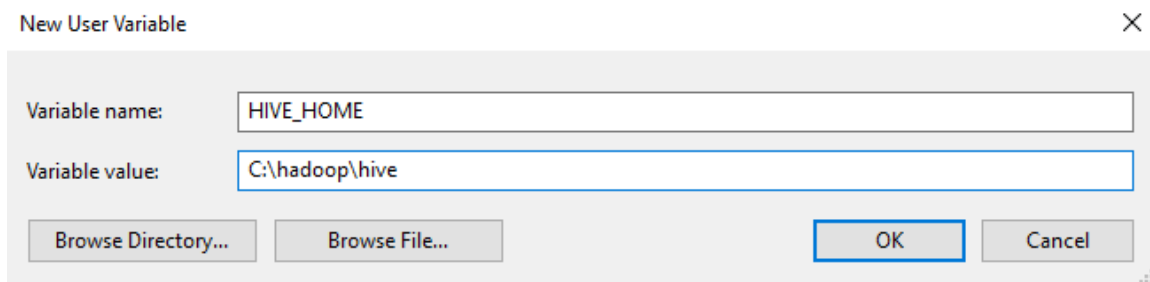 New User Variable
Variable name: HIVE_HOME
Variable value: C:\hadoop\hive
Browse Directory... Browse File... OK Cancel